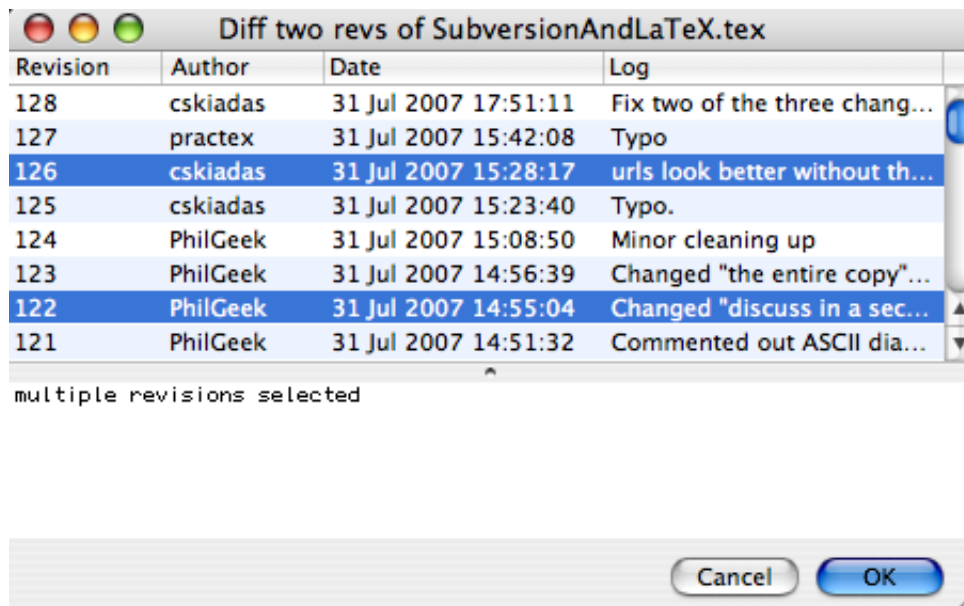 Diff two revs of SubversionAndLaTeX.tex
Revision Author Date Log
128 cskiadas 31 Jul 2007 17:51:11 Fix two of the three chang...
127 practex 31 Jul 2007 15:42:08 Typo
126 cskiadas 31 Jul 2007 15:28:17 urls look better without th...
125 cskiadas 31 Jul 2007 15:23:40 Typo.
124 PhilGeek 31 Jul 2007 15:08:50 Minor cleaning up
123 PhilGeek 31 Jul 2007 14:56:39 Changed "the entire copy"...
122 PhilGeek 31 Jul 2007 14:55:04 Changed "discuss in a sec...
121 PhilGeek 31 Jul 2007 14:51:32 Commented out ASCII dia...
multiple revisions selected
Cancel OK